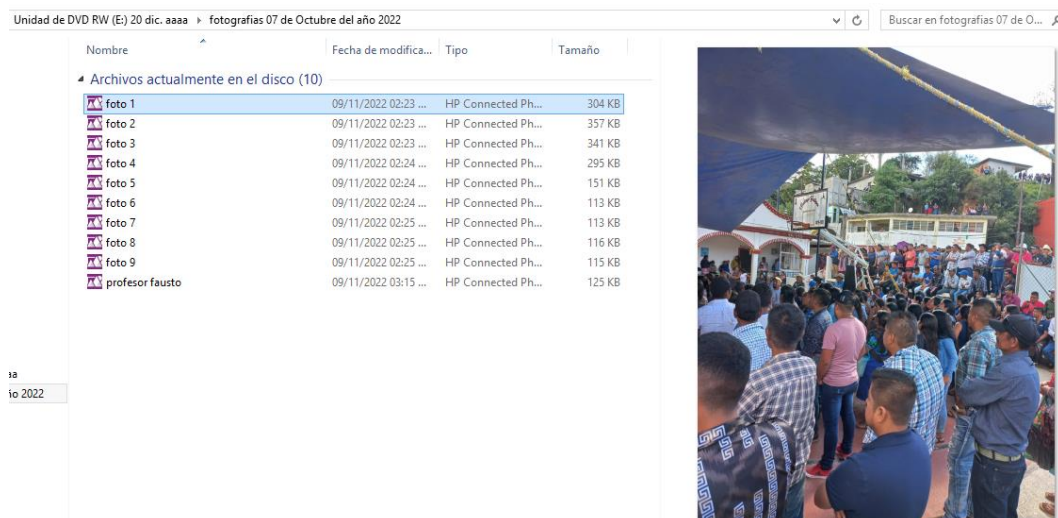 Unidad de DVD RW (E:) 20 dic. aaaa › fotografias 07 de Octubre del año 2022
Buscar en fotografias 07 de O...
Nombre Fecha de modifica... Tipo Tamaño
Archivos actualmente en el disco (10)
foto 1 09/11/2022 02:23 ... HP Connected Ph... 304 KB
foto 2 09/11/2022 02:23 ... HP Connected Ph... 357 KB
foto 3 09/11/2022 02:23 ... HP Connected Ph... 341 KB
foto 4 09/11/2022 02:24 ... HP Connected Ph... 295 KB
foto 5 09/11/2022 02:24 ... HP Connected Ph... 151 KB
foto 6 09/11/2022 02:24 ... HP Connected Ph... 113 KB
foto 7 09/11/2022 02:25 ... HP Connected Ph... 113 KB
foto 8 09/11/2022 02:25 ... HP Connected Ph... 116 KB
foto 9 09/11/2022 02:25 ... HP Connected Ph... 115 KB
profesor fausto 09/11/2022 03:15 ... HP Connected Ph... 125 KB
aa
ño 2022